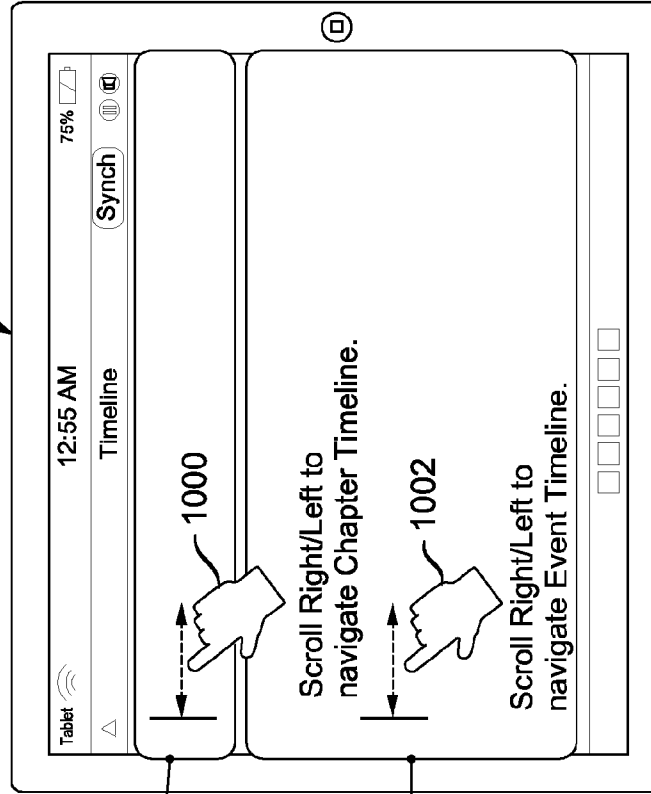 Tablet
12:55 AM
75%
Timeline
Synch
1000
Scroll Right/Left to
navigate Chapter Timeline.
1002
Scroll Right/Left to
navigate Event Timeline.